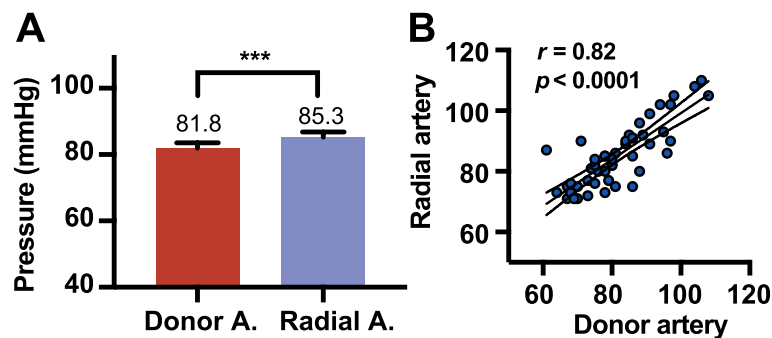 A
Pressure (mmHg)
100
80
60
40
***
81.8
85.3
Donor A.
Radial A.
B
Radial artery
120
100
80
60
r = 0.82
p < 0.0001
60
80
100
120
Donor artery